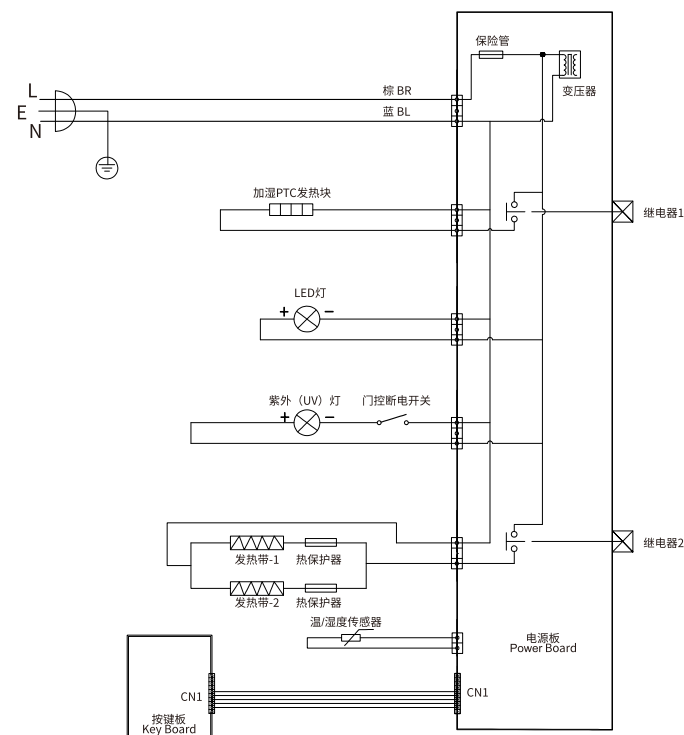 保险管
变压器
L
E
N
棕 BR
蓝 BL
加湿PTC发热块
继电器1
LED灯
+ −
紫外（UV）灯
门控断电开关
+ −
发热带-1
热保护器
继电器2
发热带-2
热保护器
温/湿度传感器
电源板
Power Board
CN1
CN1
按键板
Key Board